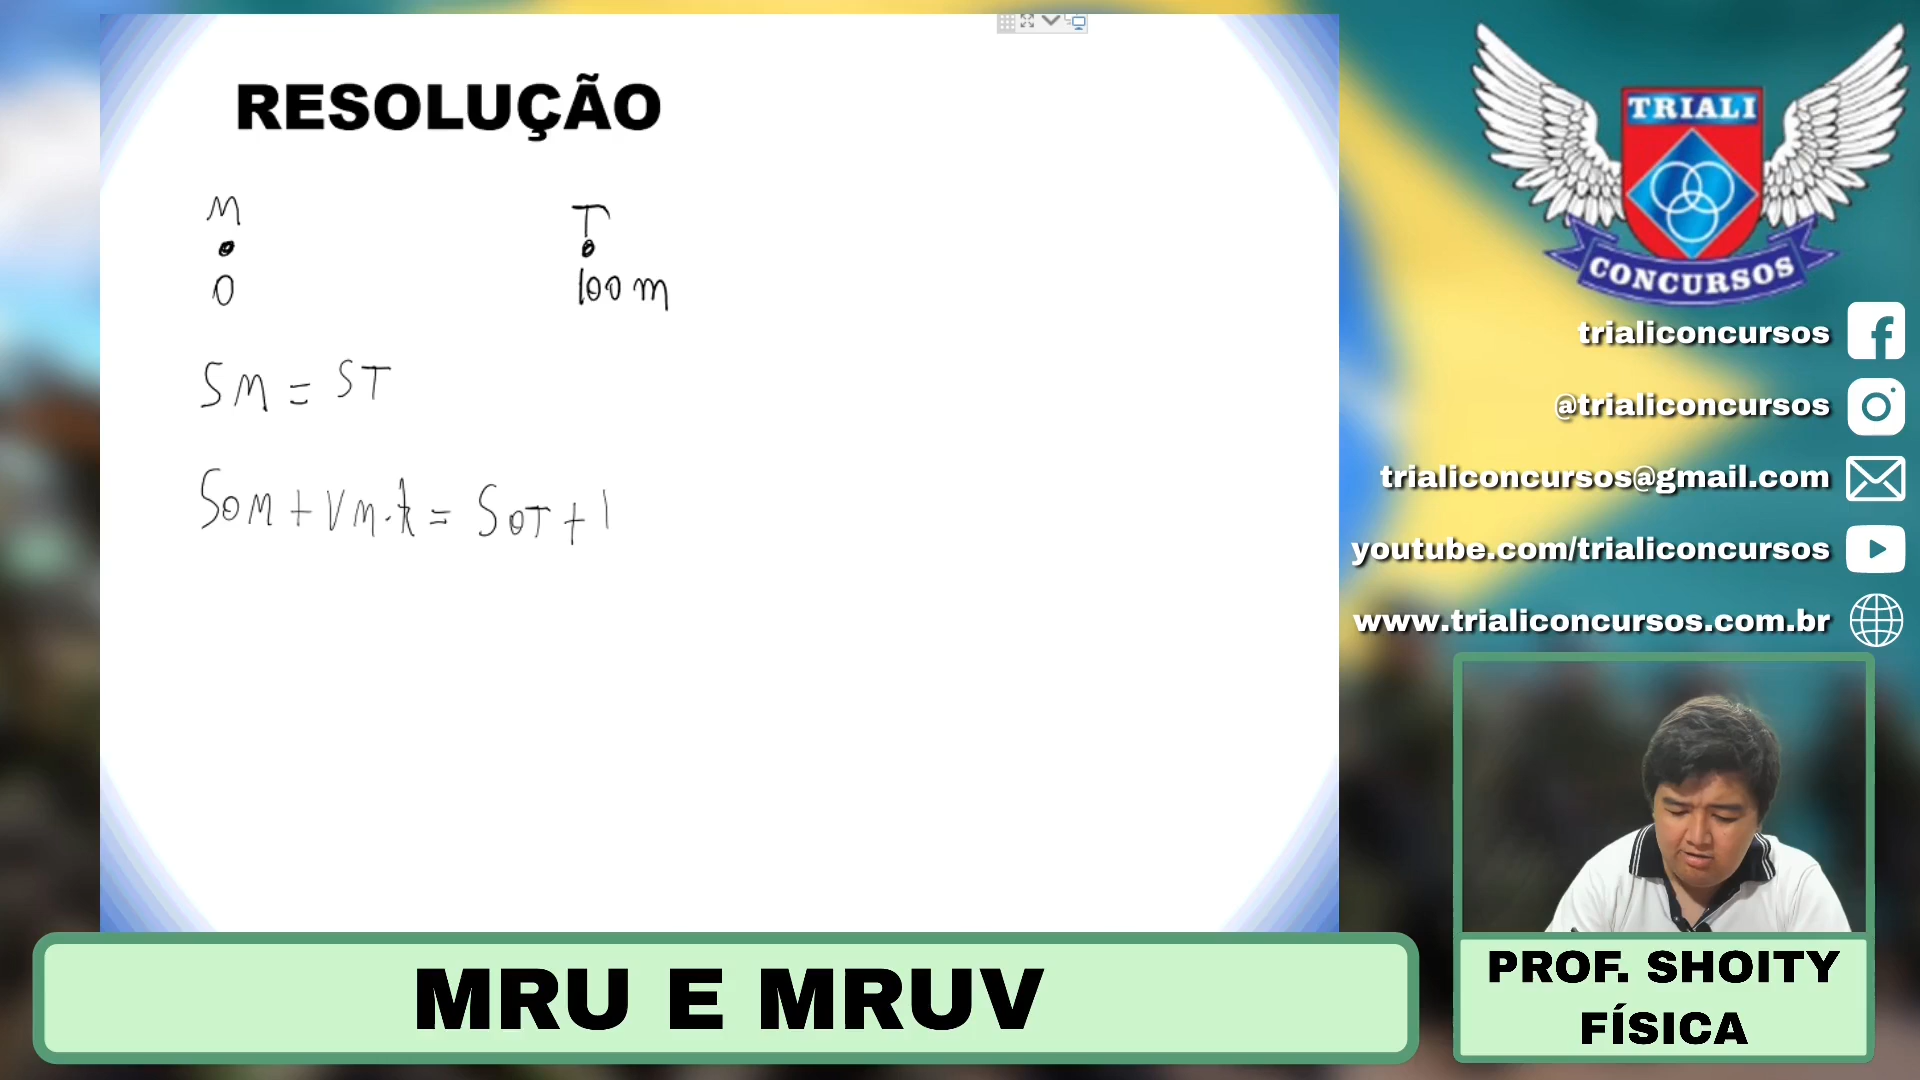 RESOLUÇÃO
M
T
0
100 m
SM = ST
S0M + VM.t = S0T + 1
TRIALI
CONCURSOS
trialiconcursos
@trialiconcursos
trialiconcursos@gmail.com
youtube.com/trialiconcursos
www.trialiconcursos.com.br
MRU E MRUV
PROF. SHOITY
FÍSICA